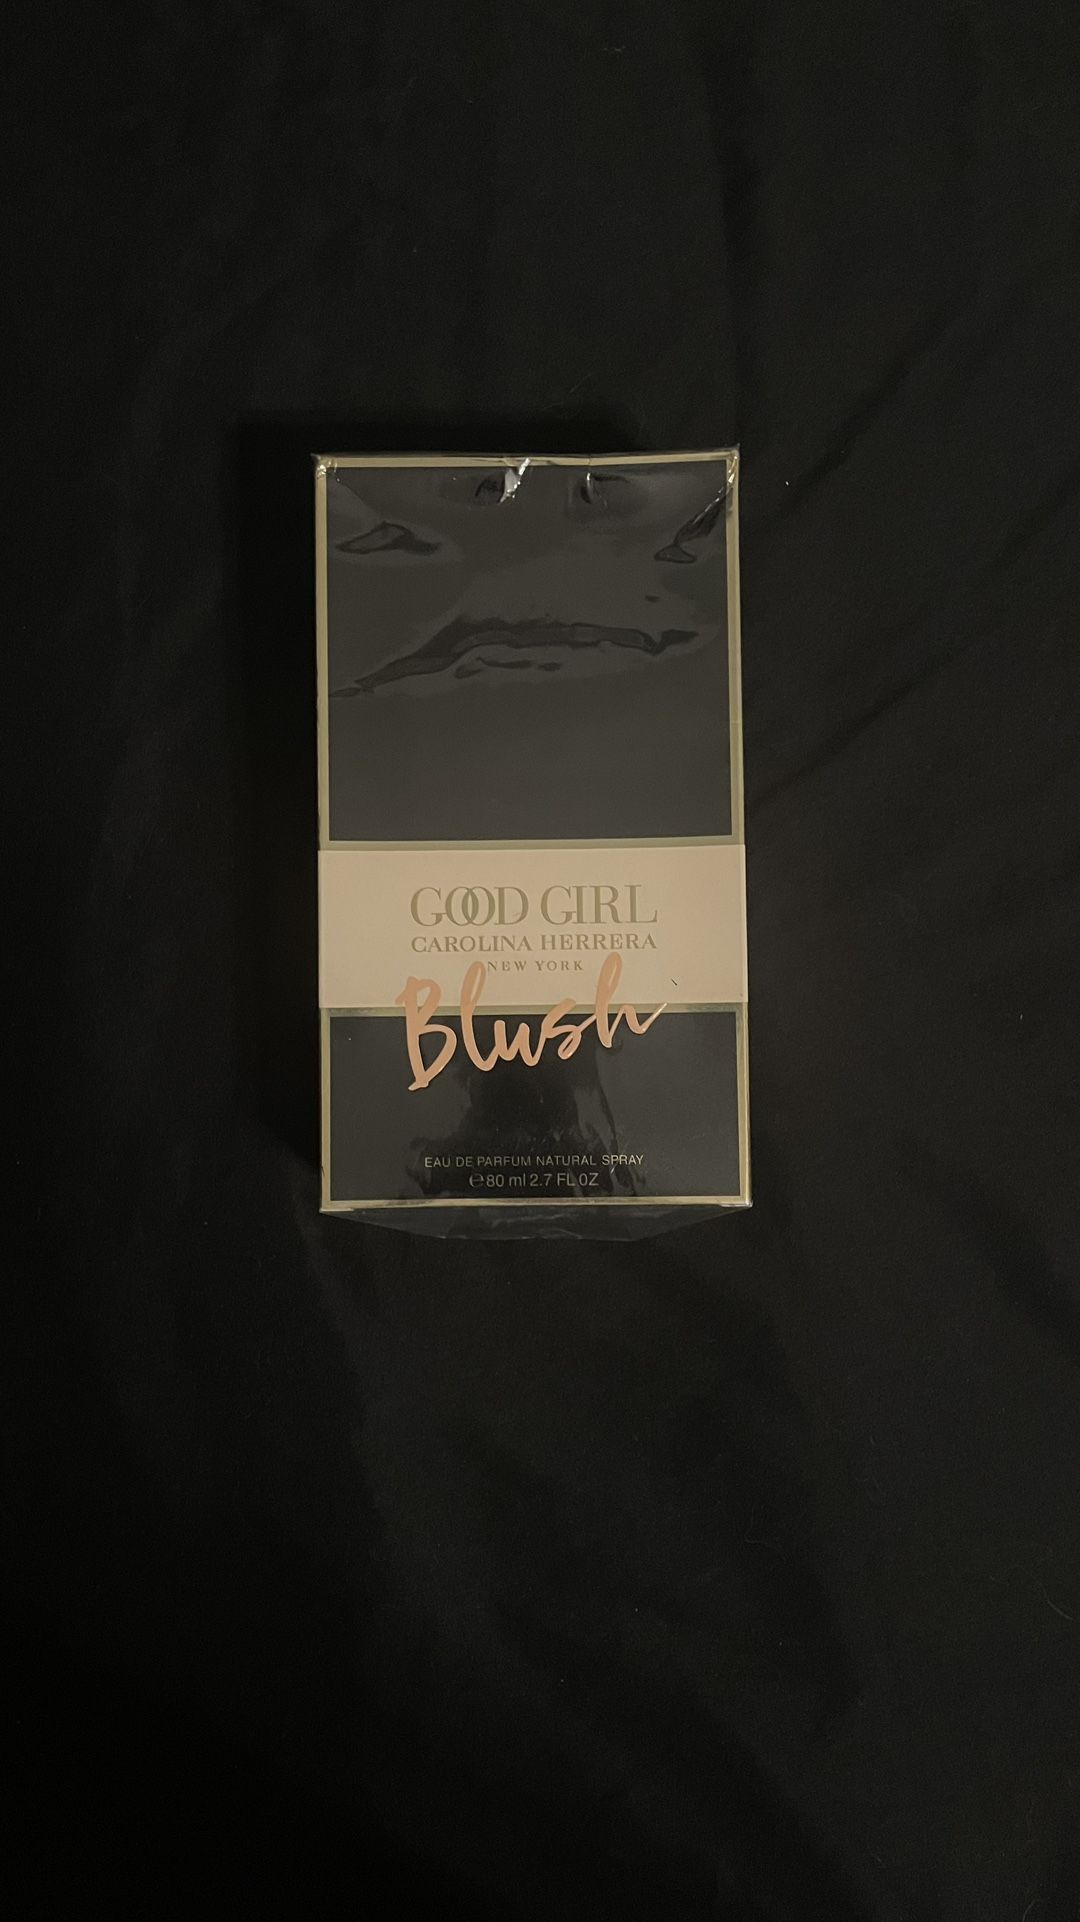 GOOD GIRL
CAROLINA HERRERA
NEW YORK
Blush
EAU DE PARFUM NATURAL SPRAY
℮80 ml 2.7 FL OZ